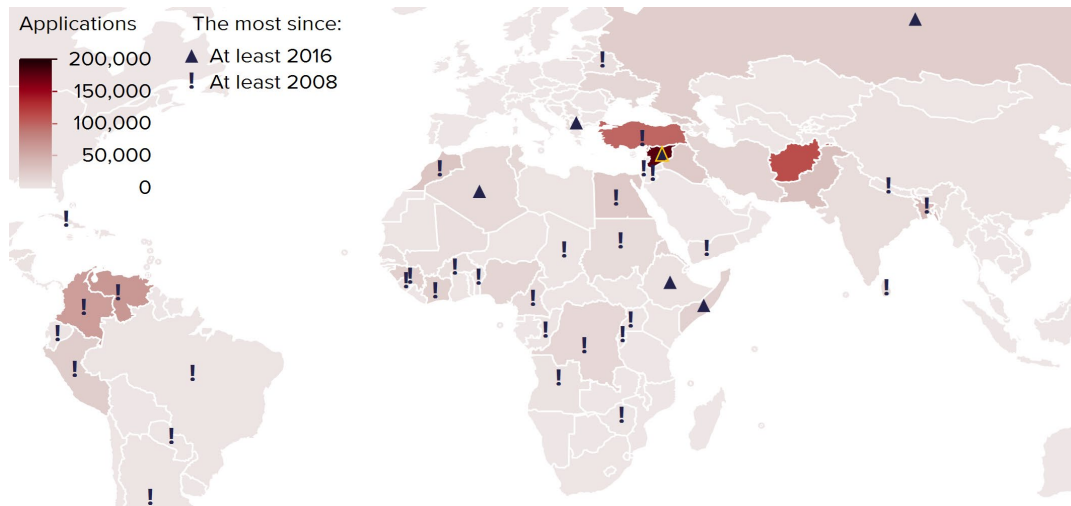 Applications
200,000
150,000
100,000
50,000
0
The most since:
At least 2016
! At least 2008